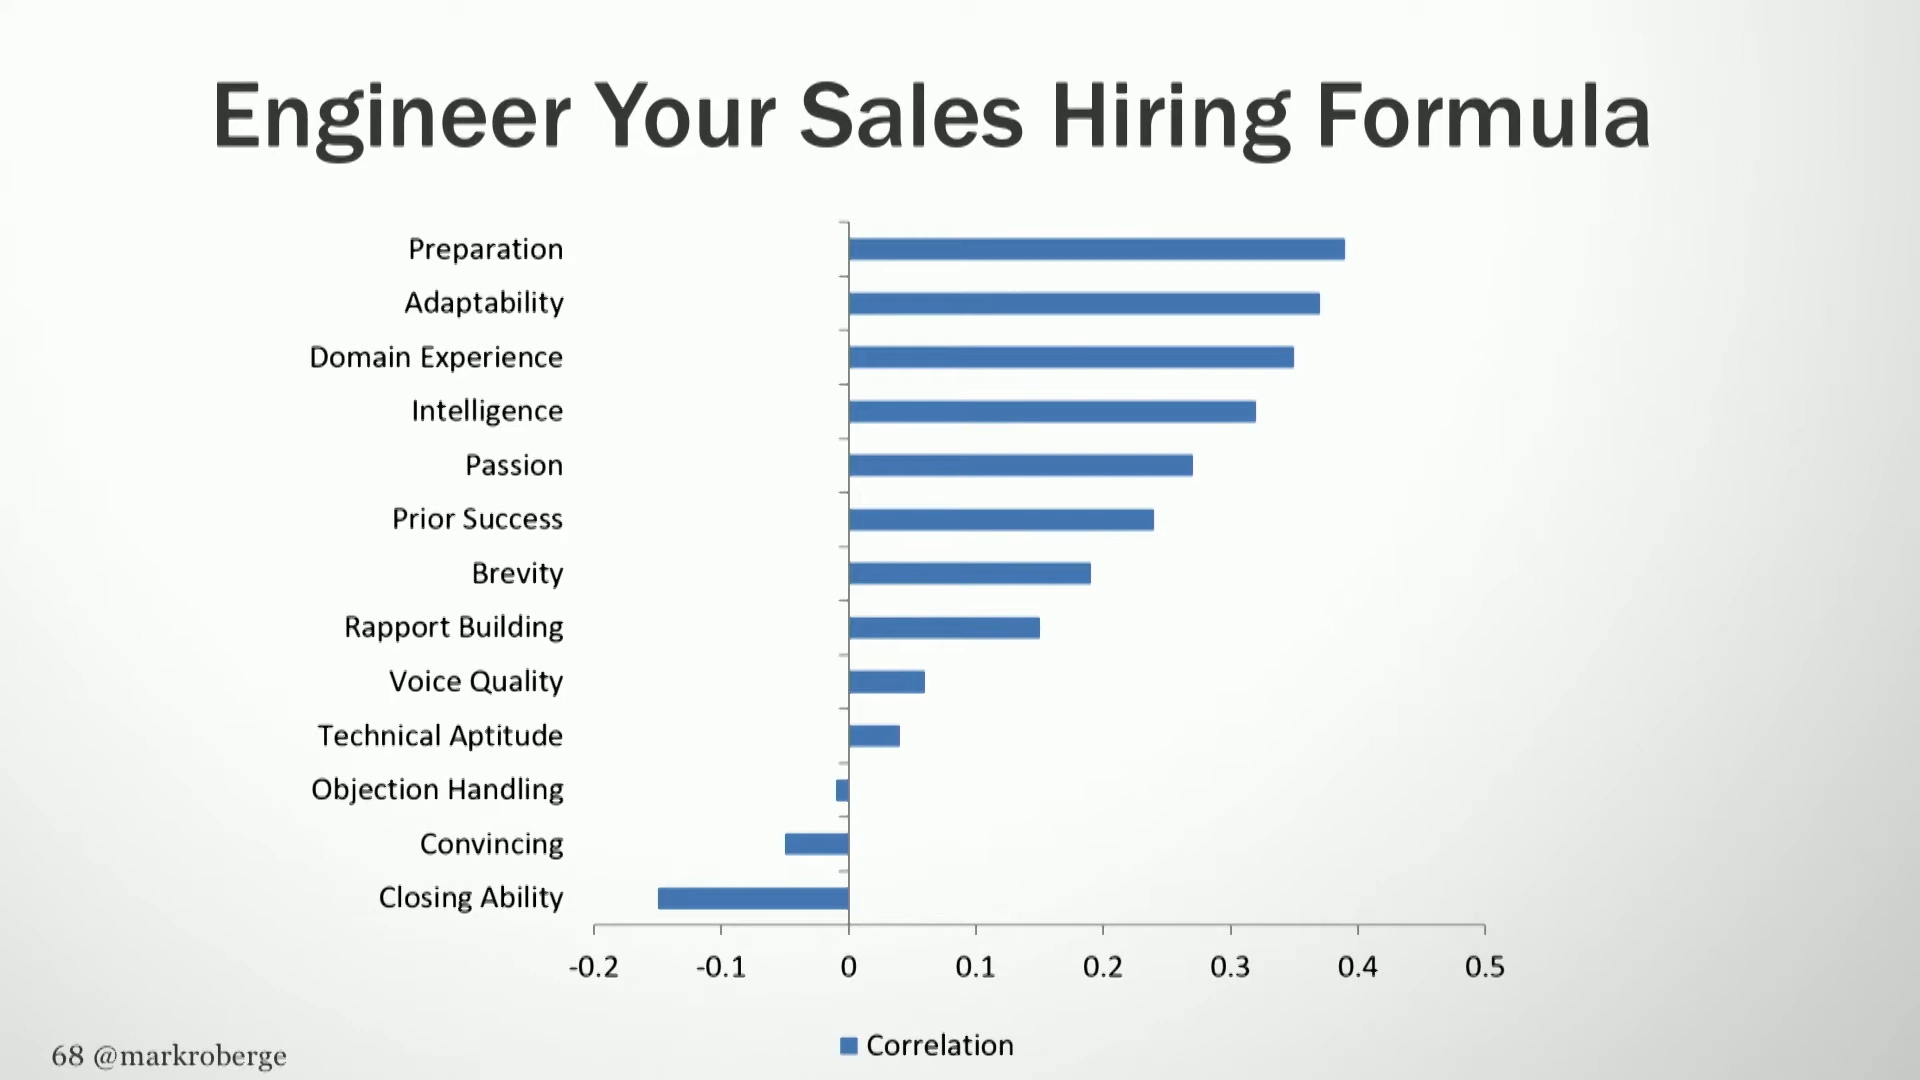 Engineer Your Sales Hiring Formula
Preparation
Adaptability
Domain Experience
Intelligence
Passion
Prior Success
Brevity
Rapport Building
Voice Quality
Technical Aptitude
Objection Handling
Convincing
Closing Ability
-0.2 -0.1 0 0.1 0.2 0.3 0.4 0.5
Correlation
68 @markroberge